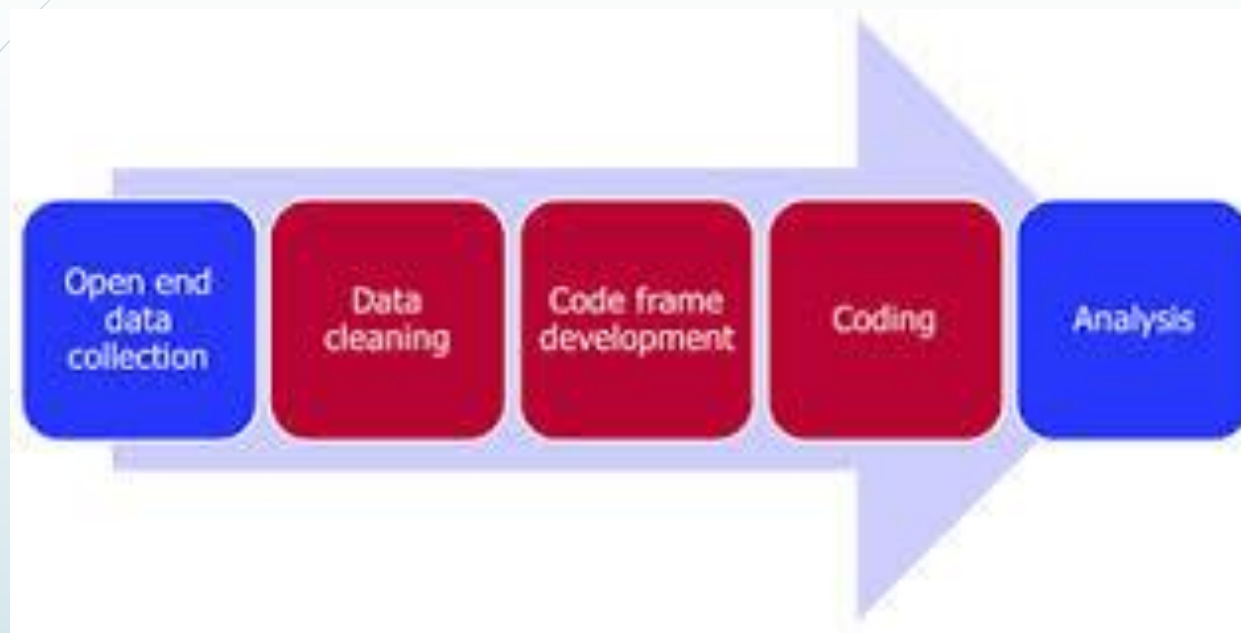 Open end
data
collection
Data
cleaning
Code frame
development
Coding
Analysis